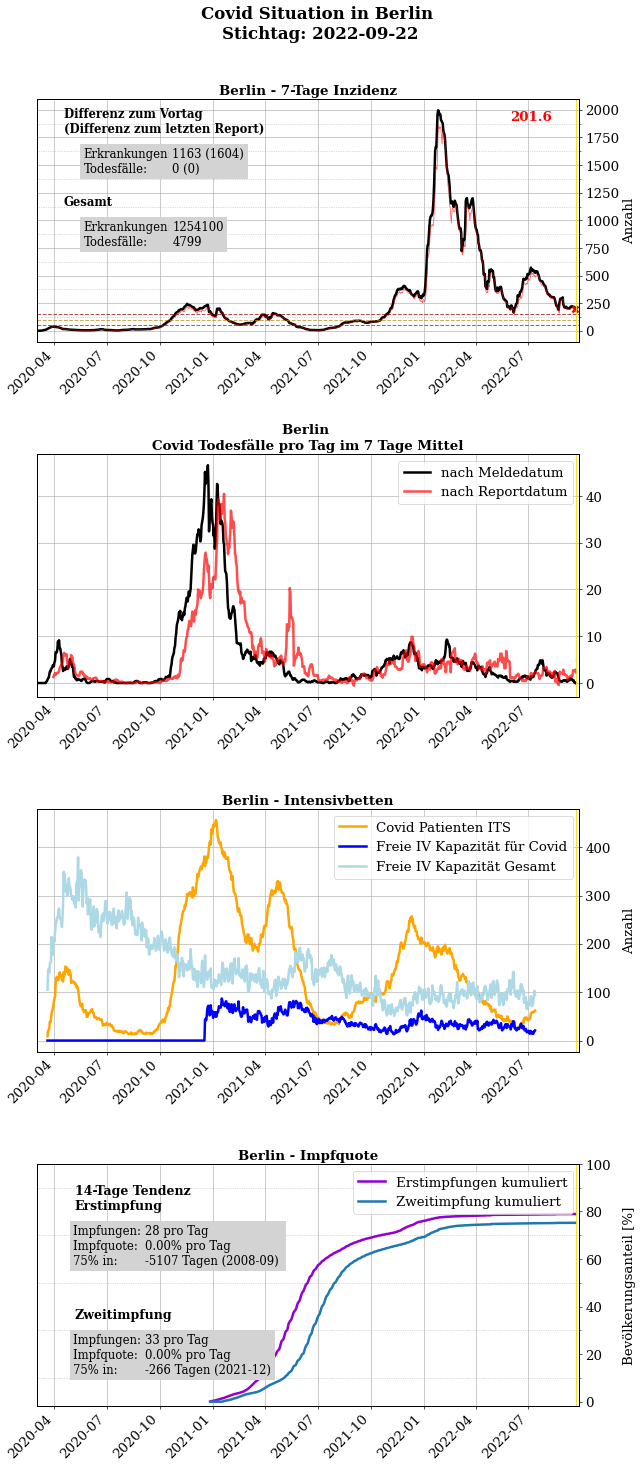 Covid Situation in Berlin
Stichtag: 2022-09-22
Berlin - 7-Tage Inzidenz
Differenz zum Vortag
(Differenz zum letzten Report)
Erkrankungen 1163 (1604)
Todesfälle: 0 (0)
Gesamt
Erkrankungen 1254100
Todesfälle: 4799
201.6
2000
1750
1500
1250
1000
750
500
250
0
Anzahl
2020-04
2020-07
2020-10
2021-01
2021-04
2021-07
2021-10
2022-01
2022-04
2022-07
Berlin
Covid Todesfälle pro Tag im 7 Tage Mittel
nach Meldedatum
nach Reportdatum
40
30
20
10
0
2020-04
2020-07
2020-10
2021-01
2021-04
2021-07
2021-10
2022-01
2022-04
2022-07
Berlin - Intensivbetten
Covid Patienten ITS
Freie IV Kapazität für Covid
Freie IV Kapazität Gesamt
400
300
200
100
0
Anzahl
2020-04
2020-07
2020-10
2021-01
2021-04
2021-07
2021-10
2022-01
2022-04
2022-07
Berlin - Impfquote
14-Tage Tendenz
Erstimpfung
Impfungen: 28 pro Tag
Impfquote: 0.00% pro Tag
75% in: -5107 Tagen (2008-09)
Zweitimpfung
Impfungen: 33 pro Tag
Impfquote: 0.00% pro Tag
75% in: -266 Tagen (2021-12)
Erstimpfungen kumuliert
Zweitimpfung kumuliert
100
80
60
40
20
0
Bevölkerungsanteil [%]
2020-04
2020-07
2020-10
2021-01
2021-04
2021-07
2021-10
2022-01
2022-04
2022-07